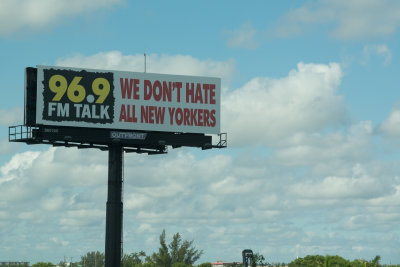 96.9
FM TALK
WE DON'T HATE
ALL NEW YORKERS
OUTFRONT